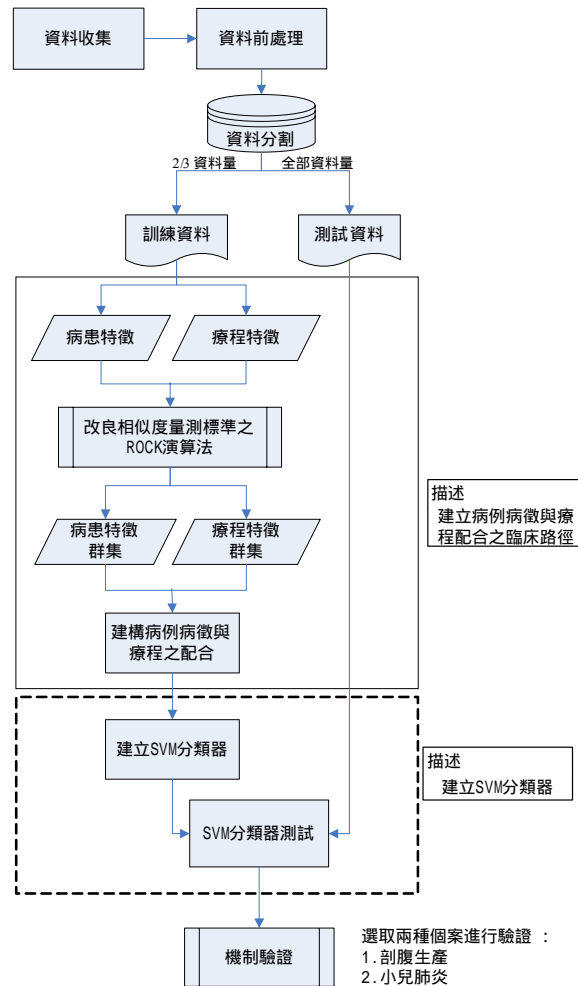 資料收集
資料前處理
資料分割
2/3 資料量
全部資料量
訓練資料
測試資料
病患特徵
療程特徵
改良相似度量測標準之
ROCK演算法
病患特徵
群集
療程特徵
群集
建構病例病徵與
療程之配合
描述
建立病例病徵與療
程配合之臨床路徑
建立SVM分類器
描述
建立SVM分類器
SVM分類器測試
機制驗證
選取兩種個案進行驗證 :
1.剖腹生產
2.小兒肺炎